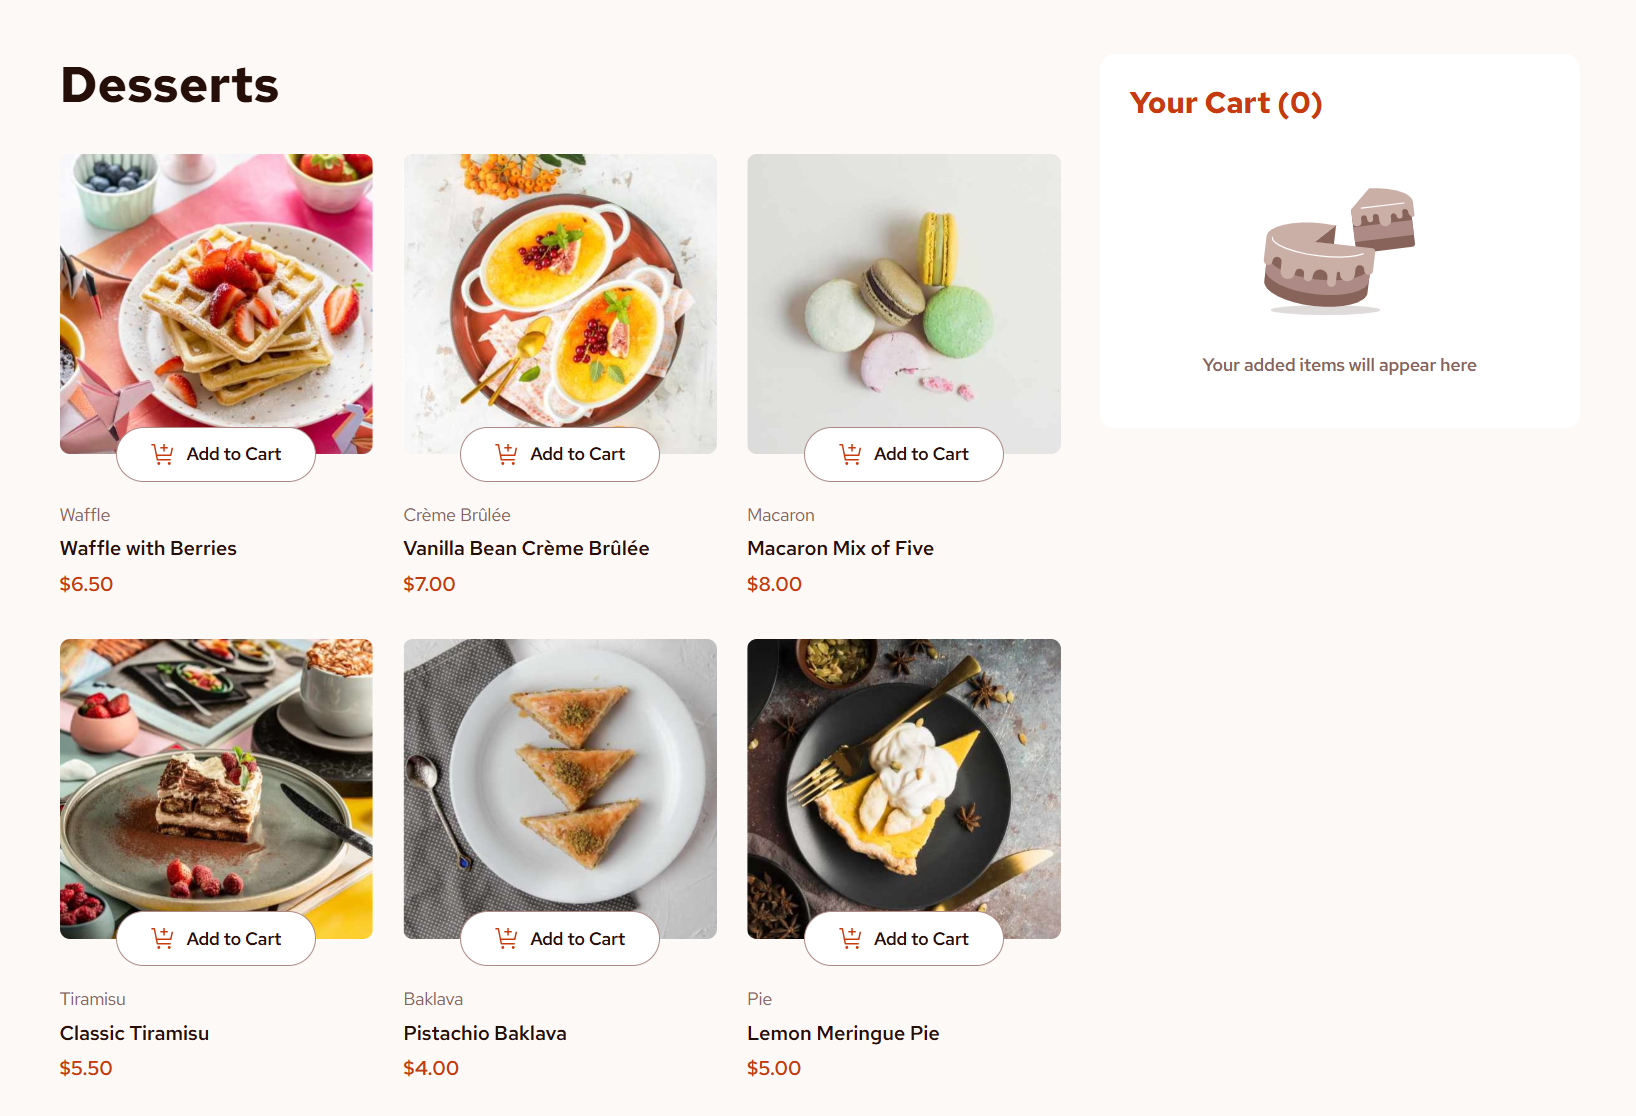 Desserts
Your Cart (0)
Your added items will appear here
Add to Cart
Waffle
Waffle with Berries
$6.50
Add to Cart
Crème Brûlée
Vanilla Bean Crème Brûlée
$7.00
Add to Cart
Macaron
Macaron Mix of Five
$8.00
Add to Cart
Tiramisu
Classic Tiramisu
$5.50
Add to Cart
Baklava
Pistachio Baklava
$4.00
Add to Cart
Pie
Lemon Meringue Pie
$5.00